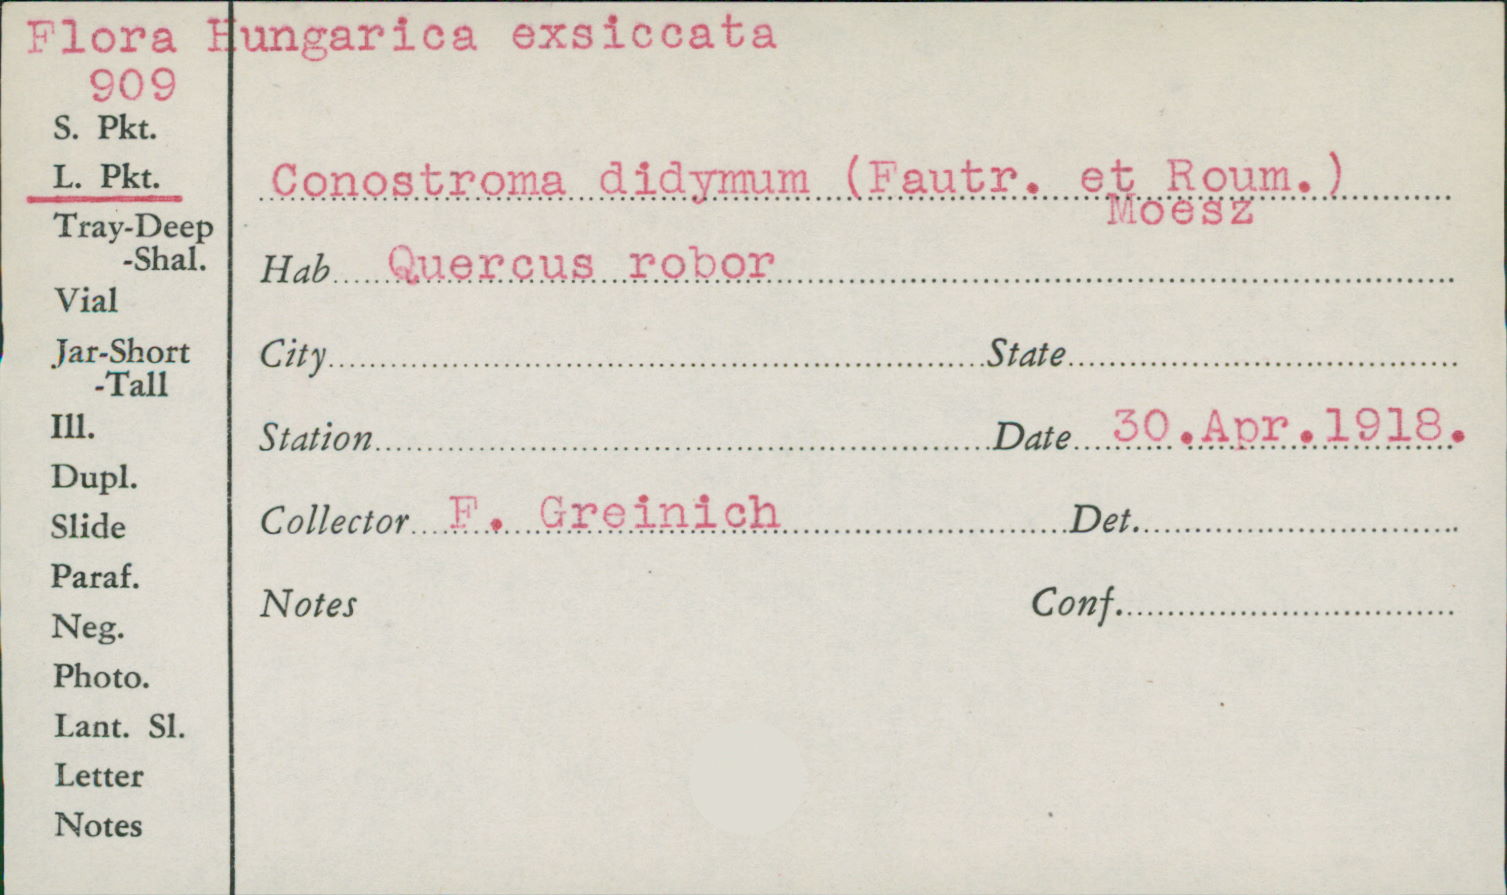 Flora Hungarica exsiccata
909
S. Pkt.
L. Pkt.
Tray-Deep
-Shal.
Vial
Jar-Short
-Tall
Ill.
Dupl.
Slide
Paraf.
Neg.
Photo.
Lant. Sl.
Letter
Notes
Conostroma didymum (Fautr. et Roum.)
Moesz
Hab Quercus robor
City State
Station Date 30.Apr.1918.
Collector F. Greinich Det.
Notes Conf.